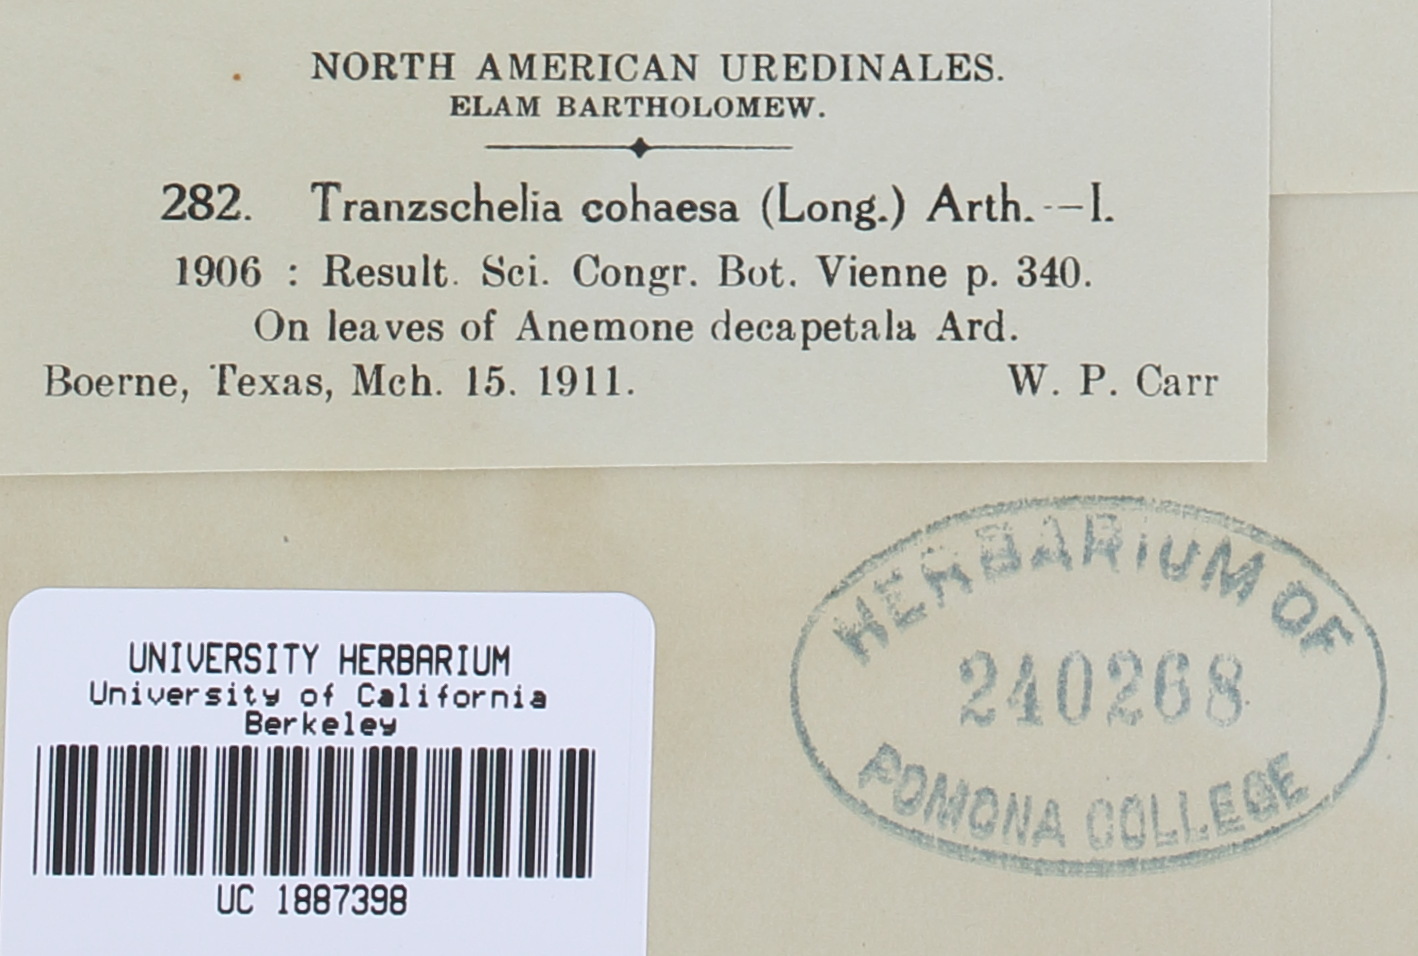 NORTH AMERICAN UREDINALES.
ELAM BARTHOLOMEW.
282. Tranzschelia cohaesa (Long.) Arth. --I.
1906 : Result. Sci. Congr. Bot. Vienne p. 340.
On leaves of Anemone decapetala Ard.
Boerne, Texas, Mch. 15. 1911. W. P. Carr
HERBARIUM OF
240268
POMONA COLLEGE
UNIVERSITY HERBARIUM
University of California
Berkeley
UC 1887398